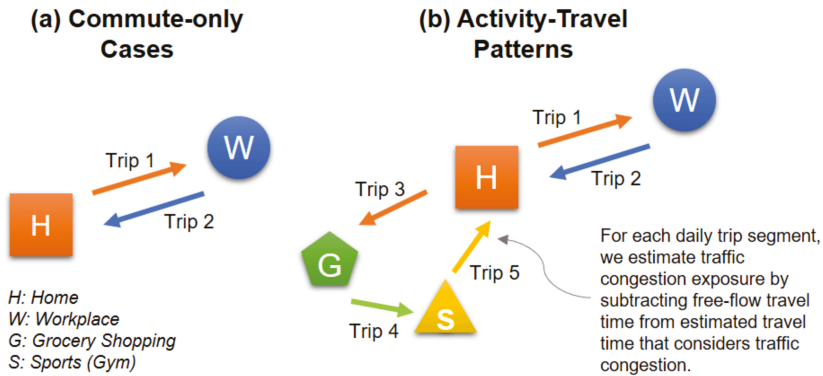 (a) Commute-only
Cases
Trip 1
W
H
Trip 2
H: Home
W: Workplace
G: Grocery Shopping
S: Sports (Gym)
(b) Activity-Travel
Patterns
W
Trip 1
H
Trip 2
Trip 3
G
Trip 5
Trip 4
S
For each daily trip segment,
we estimate traffic
congestion exposure by
subtracting free-flow travel
time from estimated travel
time that considers traffic
congestion.